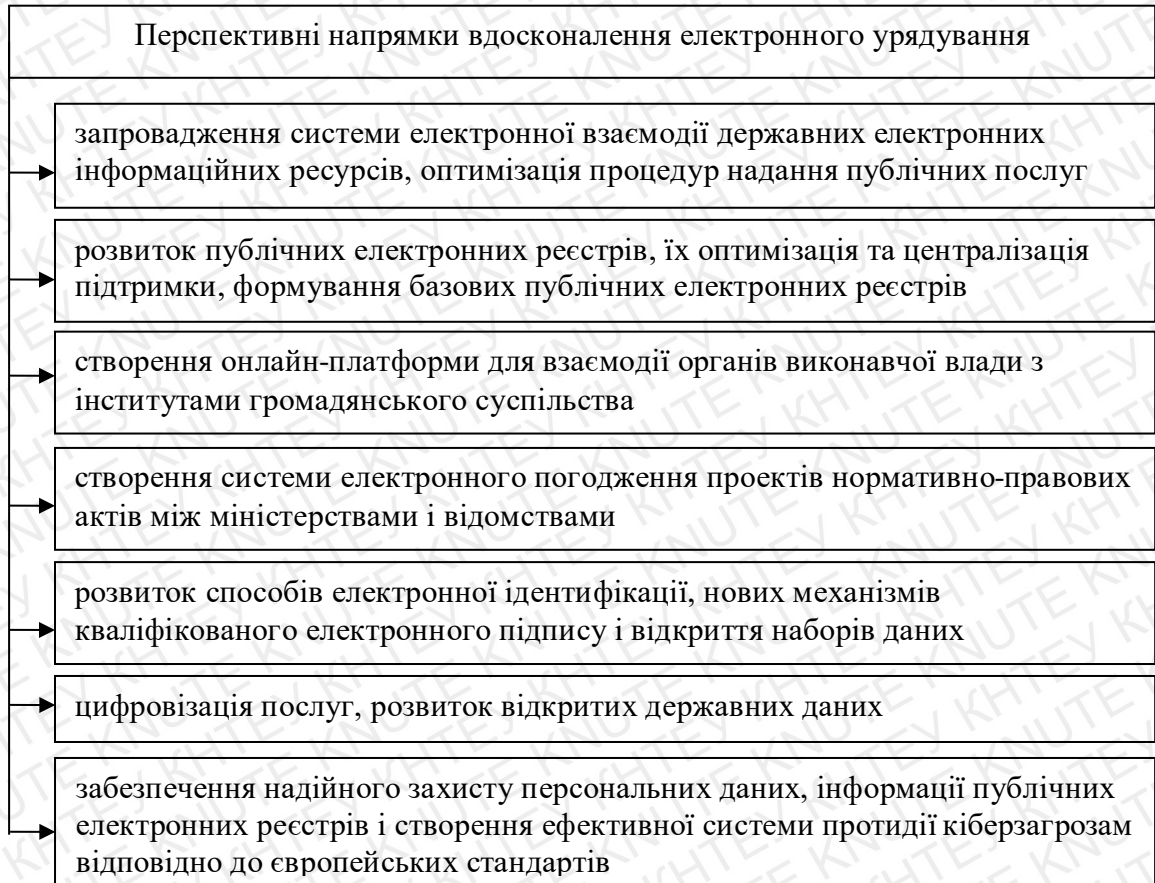 Перспективні напрямки вдосконалення електронного урядування
запровадження системи електронної взаємодії державних електронних
інформаційних ресурсів, оптимізація процедур надання публічних послуг
розвиток публічних електронних реєстрів, їх оптимізація та централізація
підтримки, формування базових публічних електронних реєстрів
створення онлайн-платформи для взаємодії органів виконавчої влади з
інститутами громадянського суспільства
створення системи електронного погодження проектів нормативно-правових
актів між міністерствами і відомствами
розвиток способів електронної ідентифікації, нових механізмів
кваліфікованого електронного підпису і відкриття наборів даних
цифровізація послуг, розвиток відкритих державних даних
забезпечення надійного захисту персональних даних, інформації публічних
електронних реєстрів і створення ефективної системи протидії кіберзагрозам
відповідно до європейських стандартів